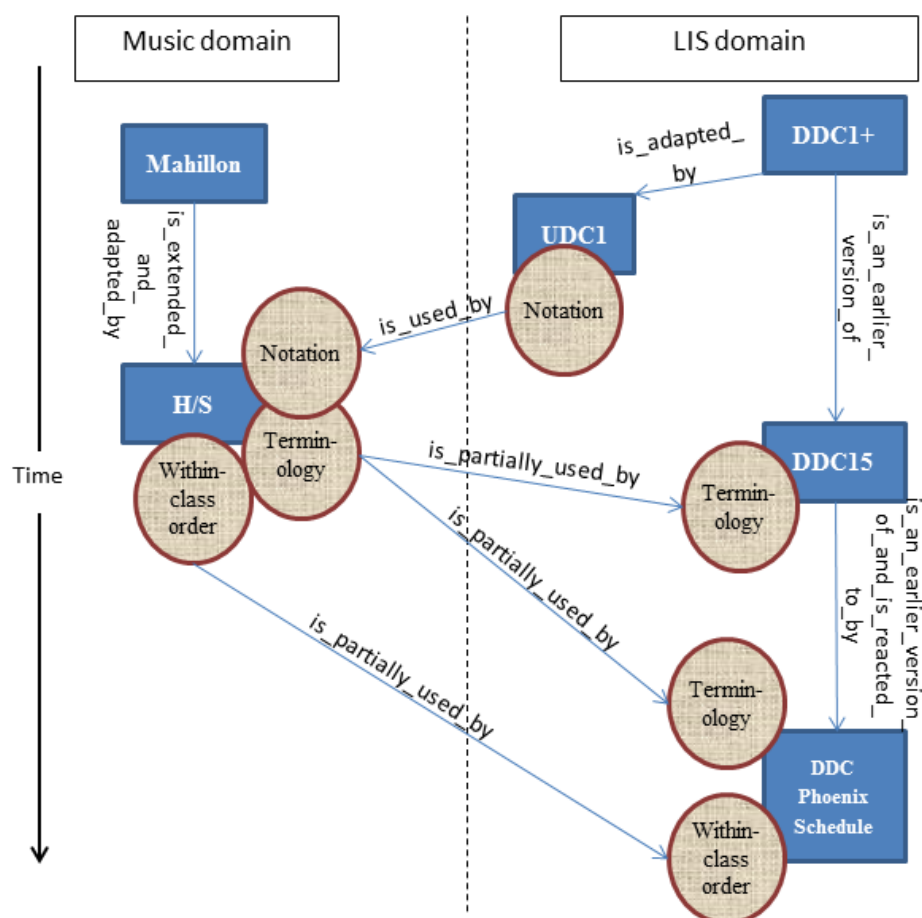 Music domain
LIS domain
DDC1+
Mahillon
is_adapted_
by
UDC1
Notation
is_extended_
and_
adapted_by
is_an_earlier_
version_of
is_used_by
Notation
H/S
Termin-
ology
Within-
class
order
Time
is_partially_used_by
DDC15
Termin-
ology
is_partially_used_by
is_an_earlier_version_
of_and_is_reacted_
to_by
is_partially_used_by
Termin-
ology
DDC
Phoenix
Schedule
Within-
class
order